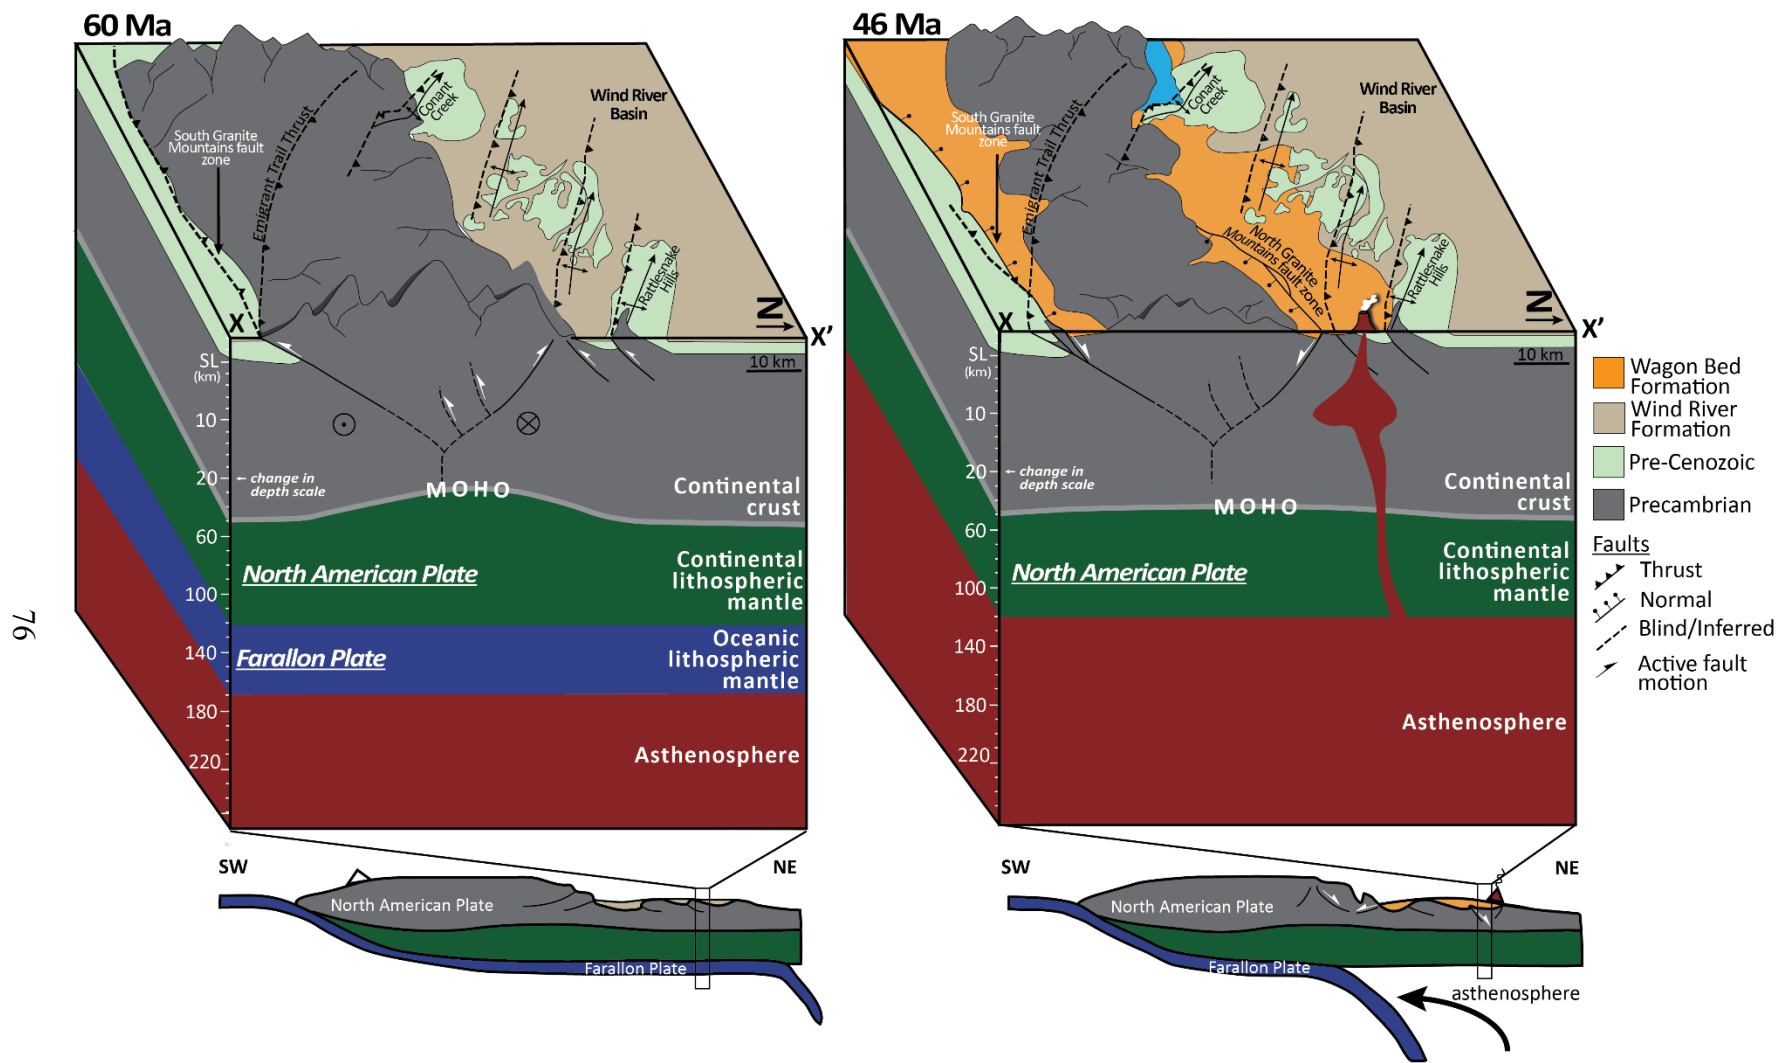 60 Ma
South Granite
Mountains fault
zone
Emigrant Trail Thrust
Conant
Creek
Wind River
Basin
Rattlesnake
Hills
N
X
X'
SL
(km)
10
20
60
100
140
180
220
10 km
change in
depth scale
MOHO
Continental
crust
North American Plate
Continental
lithospheric
mantle
Farallon Plate
Oceanic
lithospheric
mantle
Asthenosphere
SW
NE
North American Plate
Farallon Plate
46 Ma
South Granite
Mountains fault
zone
Emigrant Trail Thrust
Conant
Creek
Wind River
Basin
North Granite
Mountains fault zone
Rattlesnake
Hills
N
X
X'
SL
(km)
10
20
60
100
140
180
220
10 km
change in
depth scale
MOHO
Continental
crust
North American Plate
Continental
lithospheric
mantle
Asthenosphere
SW
NE
North American Plate
Farallon Plate
asthenosphere
Wagon Bed
Formation
Wind River
Formation
Pre-Cenozoic
Precambrian
Faults
Thrust
Normal
Blind/Inferred
Active fault
motion
76